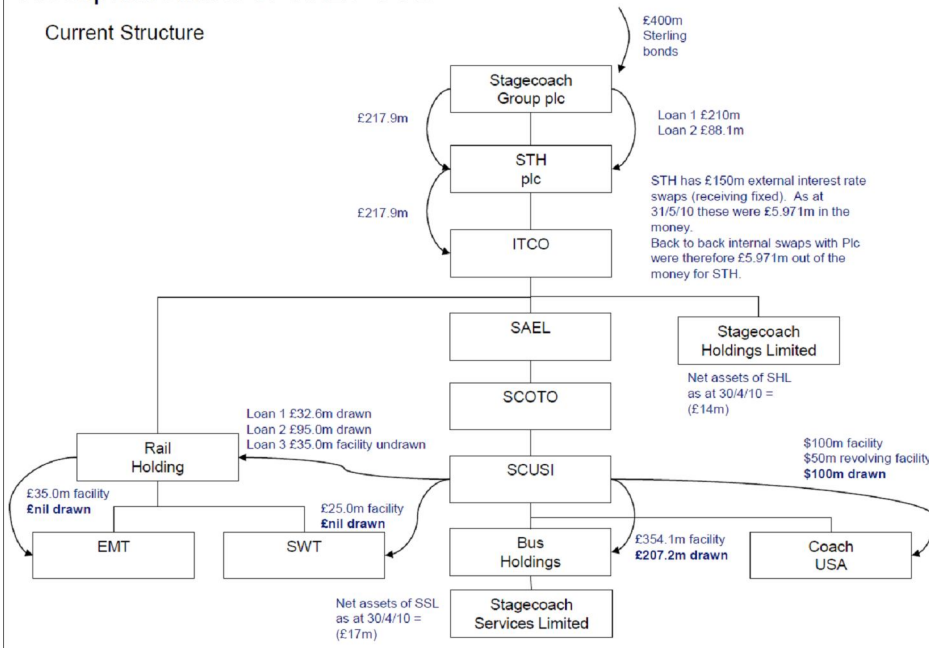 Current Structure
£400m
Sterling
bonds
Stagecoach
Group plc
£217.9m
Loan 1 £210m
Loan 2 £88.1m
STH
plc
STH has £150m external interest rate
swaps (receiving fixed). As at
31/5/10 these were £5.971m in the
money.
Back to back internal swaps with Plc
were therefore £5.971m out of the
money for STH.
£217.9m
ITCO
SAEL
Stagecoach
Holdings Limited
Net assets of SHL
as at 30/4/10 =
(£14m)
SCOTO
Loan 1 £32.6m drawn
Loan 2 £95.0m drawn
Loan 3 £35.0m facility undrawn
Rail
Holding
SCUSI
$100m facility
$50m revolving facility
$100m drawn
£35.0m facility
£nil drawn
£25.0m facility
£nil drawn
EMT
SWT
Bus
Holdings
£354.1m facility
£207.2m drawn
Coach
USA
Net assets of SSL
as at 30/4/10 =
(£17m)
Stagecoach
Services Limited